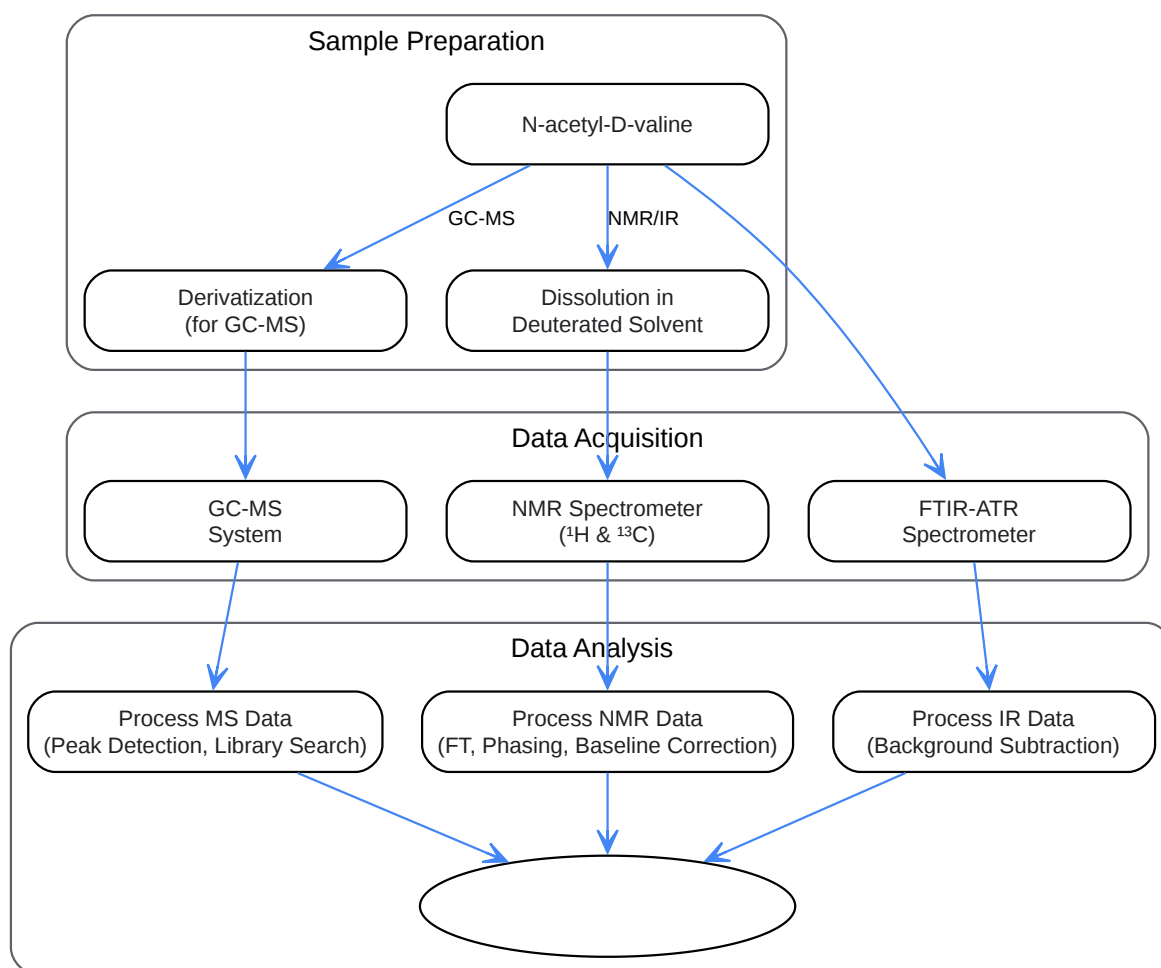 Sample Preparation
N-acetyl-D-valine
GC-MS
NMR/IR
Derivatization
(for GC-MS)
Dissolution in
Deuterated Solvent
Data Acquisition
GC-MS
System
NMR Spectrometer
(¹H & ¹³C)
FTIR-ATR
Spectrometer
Data Analysis
Process MS Data
(Peak Detection, Library Search)
Process NMR Data
(FT, Phasing, Baseline Correction)
Process IR Data
(Background Subtraction)